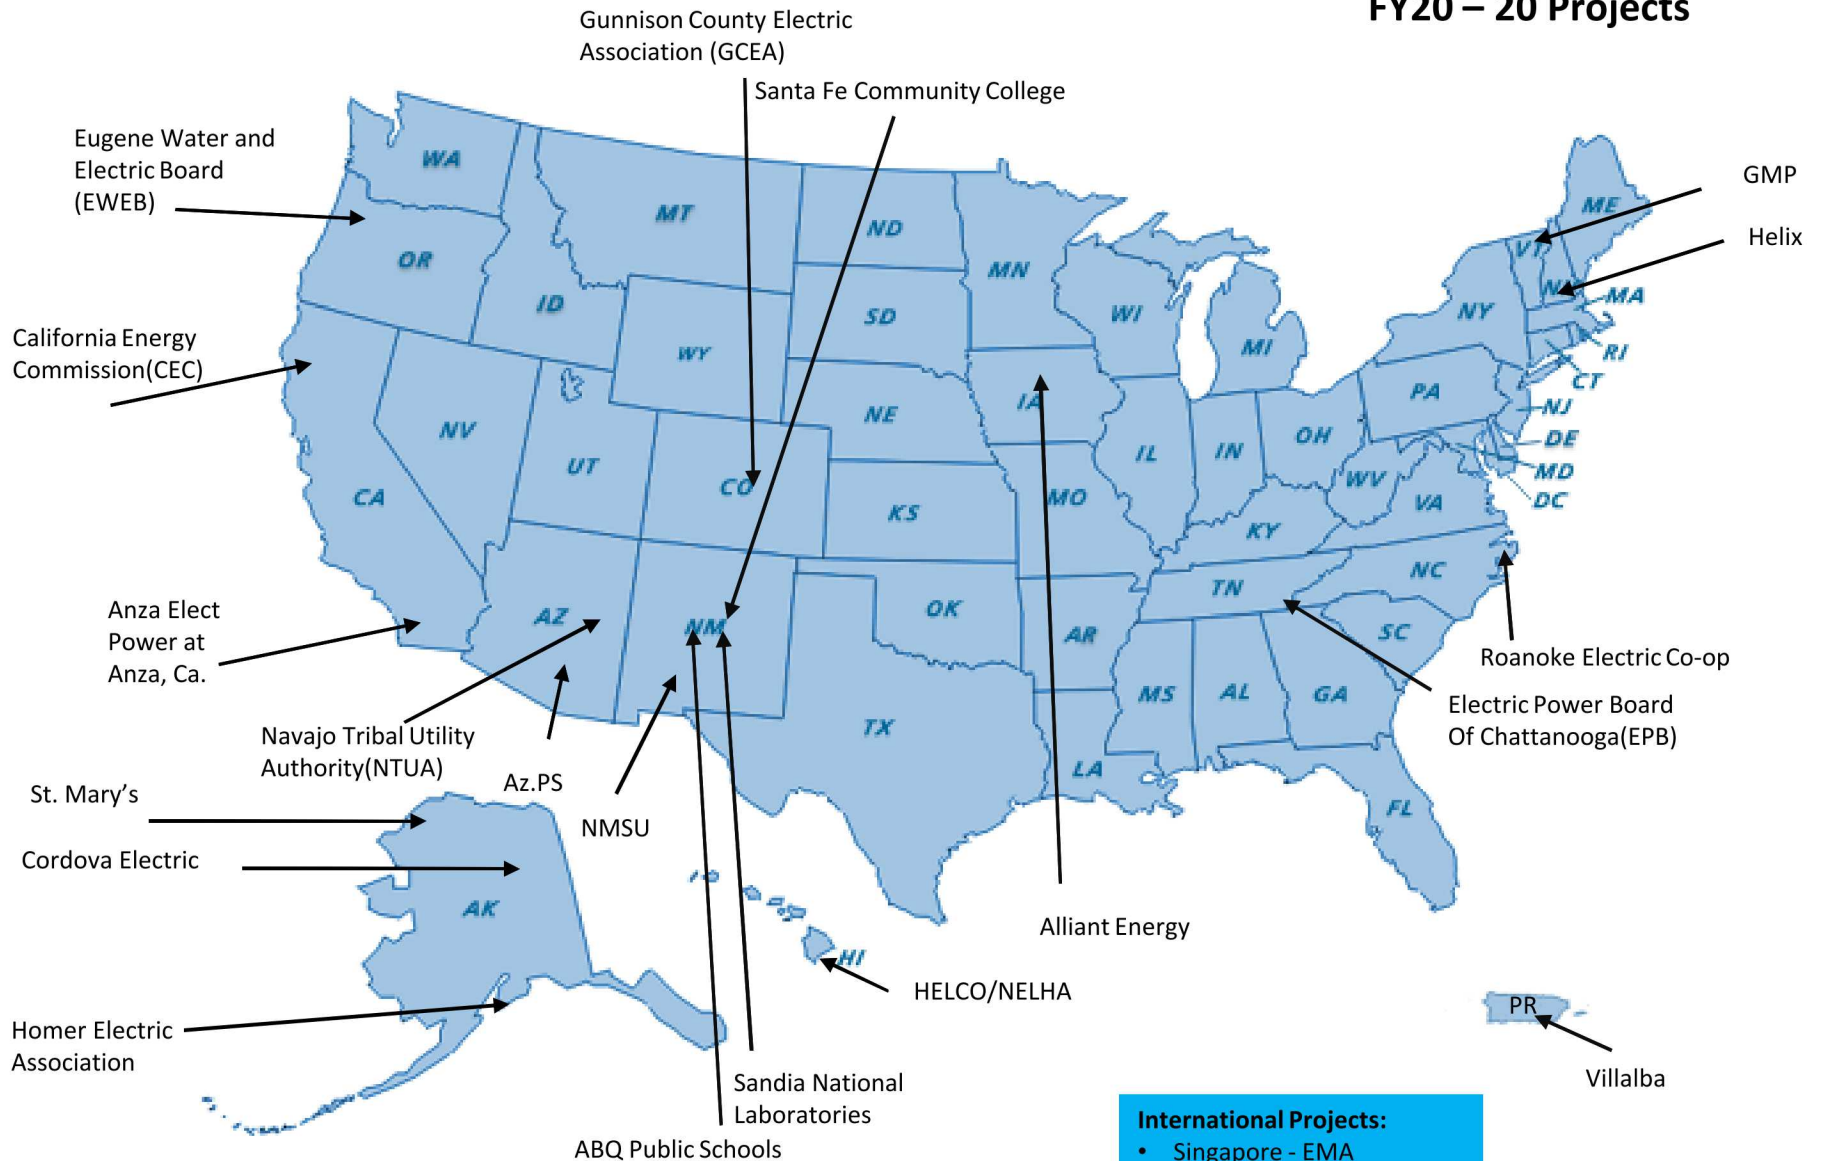 FY20 – 20 Projects
Gunnison County Electric
Association (GCEA)
Santa Fe Community College
Eugene Water and
Electric Board
(EWEB)
GMP
Helix
California Energy
Commission(CEC)
WA
MT
ND
MN
ME
VT
OR
ID
SD
WI
NY
MA
WY
MI
RI
CT
IA
PA
NJ
NE
NV
OH
DE
UT
IL
IN
MD
CO
WV
DC
CA
MO
VA
KS
KY
NC
TN
AZ
NM
OK
AR
SC
MS
AL
GA
TX
LA
FL
Anza Elect
Power at
Anza, Ca.
Roanoke Electric Co-op
Electric Power Board
Of Chattanooga(EPB)
Navajo Tribal Utility
Authority(NTUA)
Az.PS
NMSU
St. Mary’s
Cordova Electric
AK
Alliant Energy
HI
HELCO/NELHA
PR
Homer Electric
Association
Villalba
Sandia National
Laboratories
ABQ Public Schools
International Projects:
• Singapore - EMA